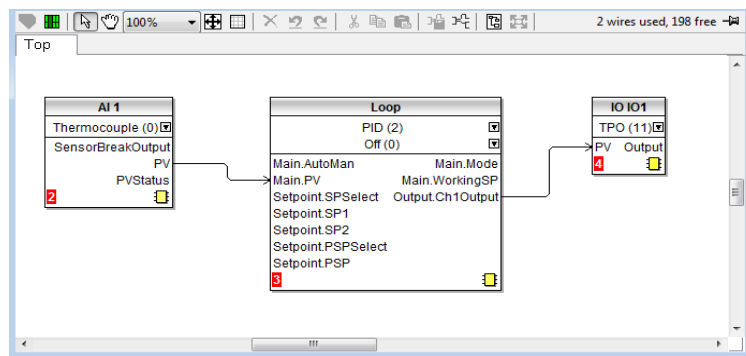 100%
2 wires used, 198 free
Top
AI 1
Thermocouple (0)
SensorBreakOutput
PV
PVStatus
2
Loop
PID (2)
Off (0)
Main.AutoMan Main.Mode
Main.PV Main.WorkingSP
Setpoint.SPSelect Output.Ch1Output
Setpoint.SP1
Setpoint.SP2
Setpoint.PSPSelect
Setpoint.PSP
3
IO IO1
TPO (11)
PV Output
4